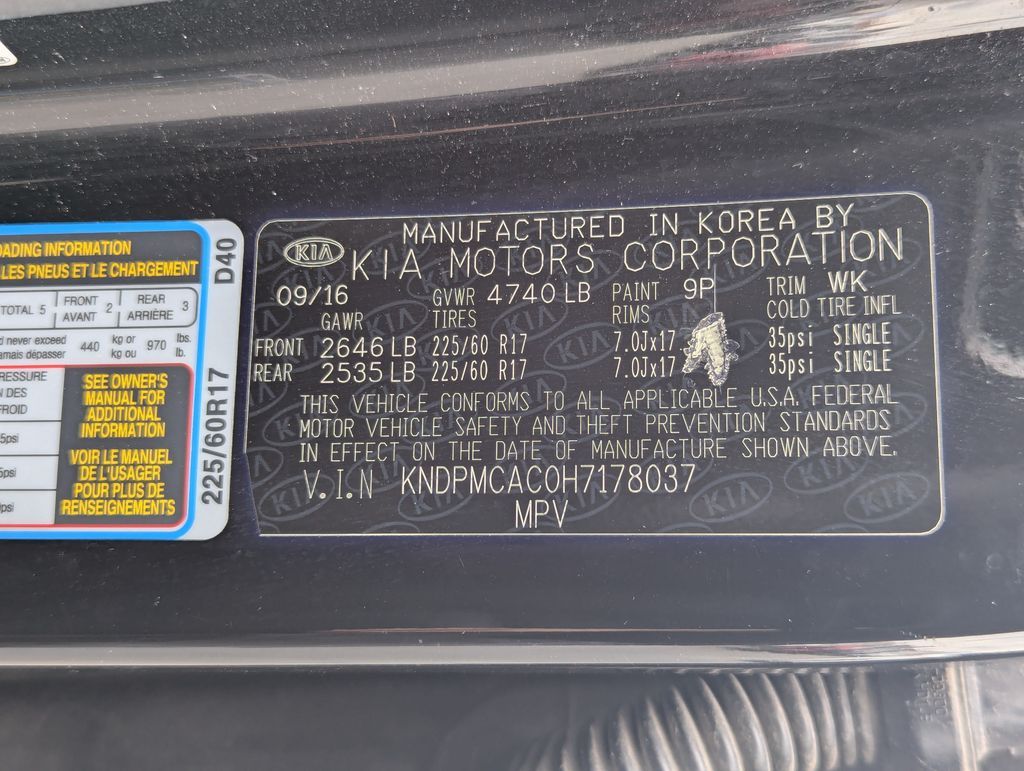 OADING INFORMATION
LES PNEUS ET LE CHARGEMENT
TOTAL 5 FRONT AVANT 2 REAR ARRIÈRE 3
d never exceed
amais dépasser 440 kg or kg ou 970 lbs. lb.
RESSURE
N DES
FROID
5psi
5psi
0psi
SEE OWNER'S
MANUAL FOR
ADDITIONAL
INFORMATION
VOIR LE MANUEL
DE L'USAGER
POUR PLUS DE
RENSEIGNEMENTS
225/60R17 D40
KIA
MANUFACTURED IN KOREA BY
KIA MOTORS CORPORATION
09/16 GVWR 4740 LB PAINT 9P TRIM WK
GAWR TIRES RIMS COLD TIRE INFL
FRONT 2646 LB 225/60 R17 7.0Jx17 35psi SINGLE
REAR 2535 LB 225/60 R17 7.0Jx17 35psi SINGLE
THIS VEHICLE CONFORMS TO ALL APPLICABLE U.S.A. FEDERAL
MOTOR VEHICLE SAFETY AND THEFT PREVENTION STANDARDS
IN EFFECT ON THE DATE OF MANUFACTURE SHOWN ABOVE.
V.I.N KNDPMCAC0H7178037
MPV